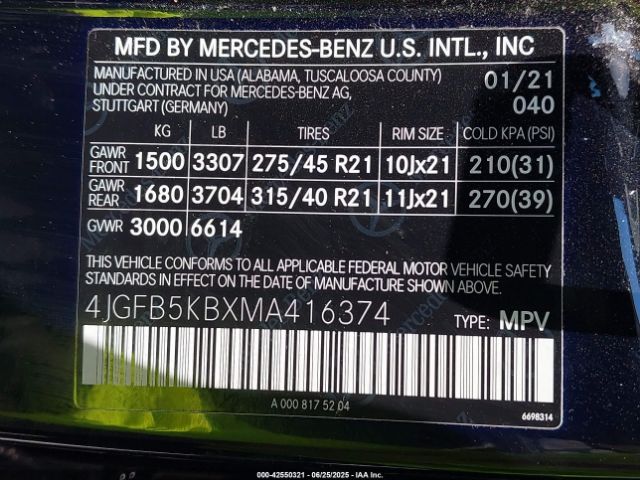 MFD BY MERCEDES-BENZ U.S. INTL., INC
MANUFACTURED IN USA (ALABAMA, TUSCALOOSA COUNTY) 01/21
UNDER CONTRACT FOR MERCEDES-BENZ AG,
STUTTGART (GERMANY) 040
KG LB TIRES RIM SIZE COLD KPA (PSI)
GAWR FRONT 1500 3307 275/45 R21 10Jx21 210(31)
GAWR REAR 1680 3704 315/40 R21 11Jx21 270(39)
GVWR 3000 6614
THIS VEHICLE CONFORMS TO ALL APPLICABLE FEDERAL MOTOR VEHICLE SAFETY
STANDARDS IN EFFECT ON THE DATE OF MANUFACTURE SHOWN ABOVE.
4JGFB5KBXMA416374 TYPE: MPV
A 000 817 52 04
6698314
000-42550321 - 06/25/2025 - IAA Inc.